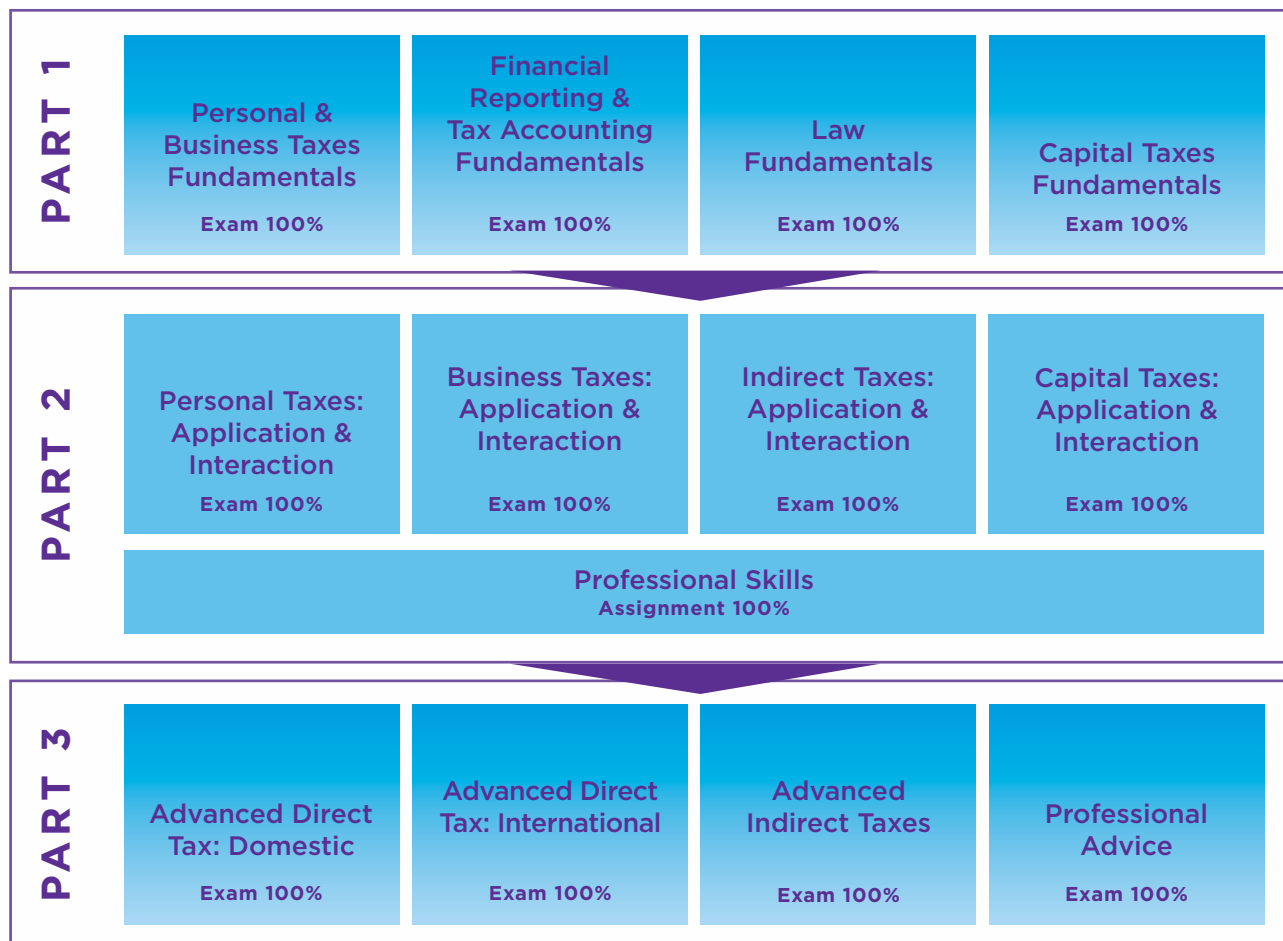 PART 1
Personal &
Business Taxes
Fundamentals
Exam 100%
Financial
Reporting &
Tax Accounting
Fundamentals
Exam 100%
Law
Fundamentals
Exam 100%
Capital Taxes
Fundamentals
Exam 100%
PART 2
Personal Taxes:
Application &
Interaction
Exam 100%
Business Taxes:
Application &
Interaction
Exam 100%
Indirect Taxes:
Application &
Interaction
Exam 100%
Capital Taxes:
Application &
Interaction
Exam 100%
Professional Skills
Assignment 100%
PART 3
Advanced Direct
Tax: Domestic
Exam 100%
Advanced Direct
Tax: International
Exam 100%
Advanced
Indirect Taxes
Exam 100%
Professional
Advice
Exam 100%